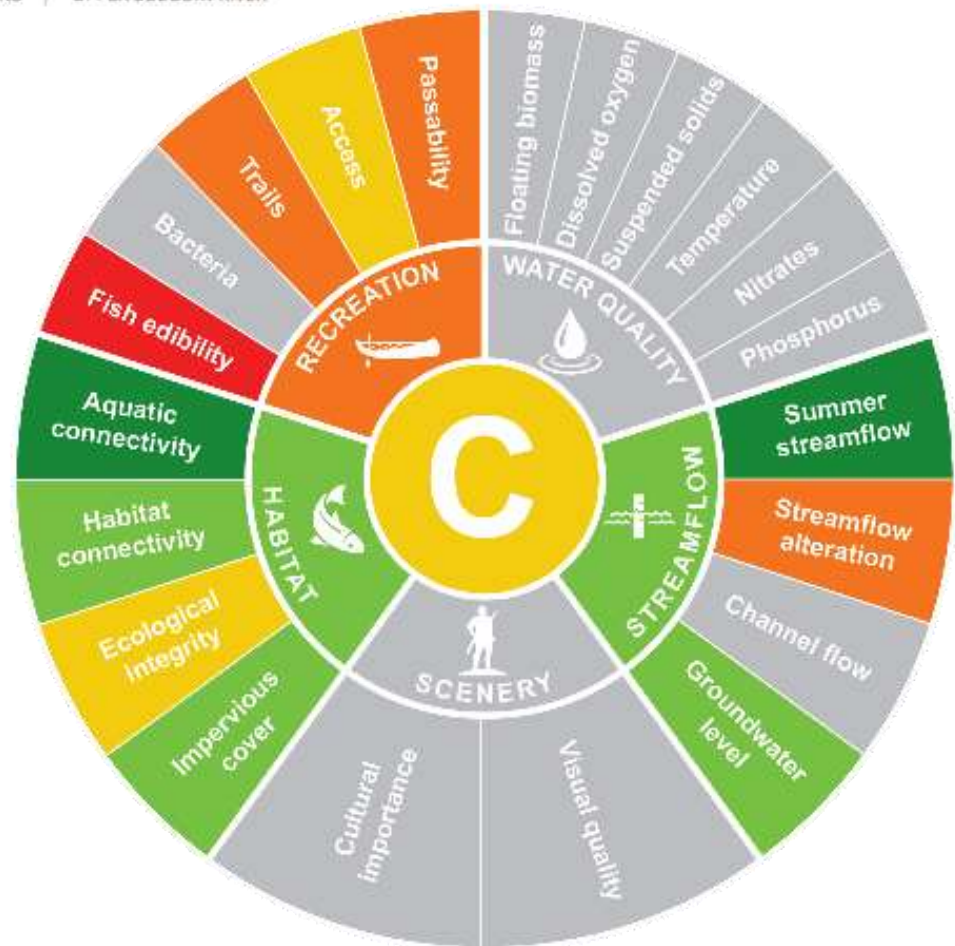 Passability
Access
Trails
Bacteria
Fish edibility
Floating biomass
Dissolved oxygen
Suspended solids
Temperature
Nitrates
Phosphorus
RECREATION
WATER QUALITY
C
HABITAT
STREAMFLOW
SCENERY
Aquatic
connectivity
Habitat
connectivity
Ecological
integrity
Impervious
cover
Summer
streamflow
Streamflow
alteration
Channel flow
Groundwater
level
Cultural
importance
Visual quality